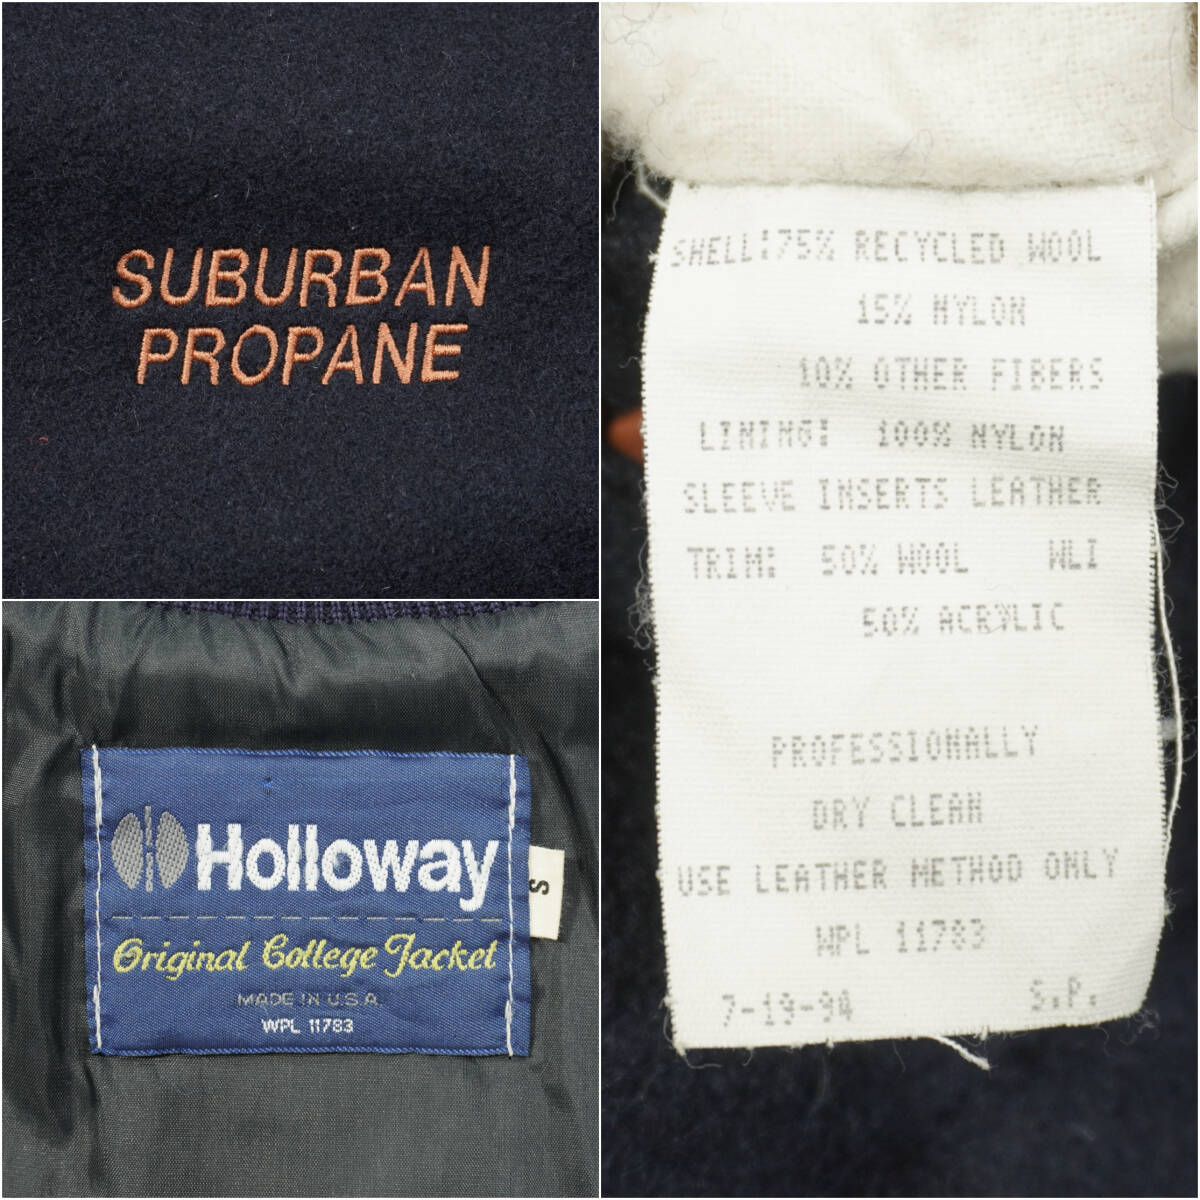 SUBURBAN
PROPANE
Holloway
Original College Jacket
MADE IN U.S.A.
WPL 11783
S
SHELL:75% RECYCLED WOOL
15% NYLON
10% OTHER FIBERS
LINING: 100% NYLON
SLEEVE INSERTS LEATHER
TRIM: 50% WOOL WLI
50% ACRYLIC
PROFESSIONALLY
DRY CLEAN
USE LEATHER METHOD ONLY
WPL 11783
7-19-94 S.P.